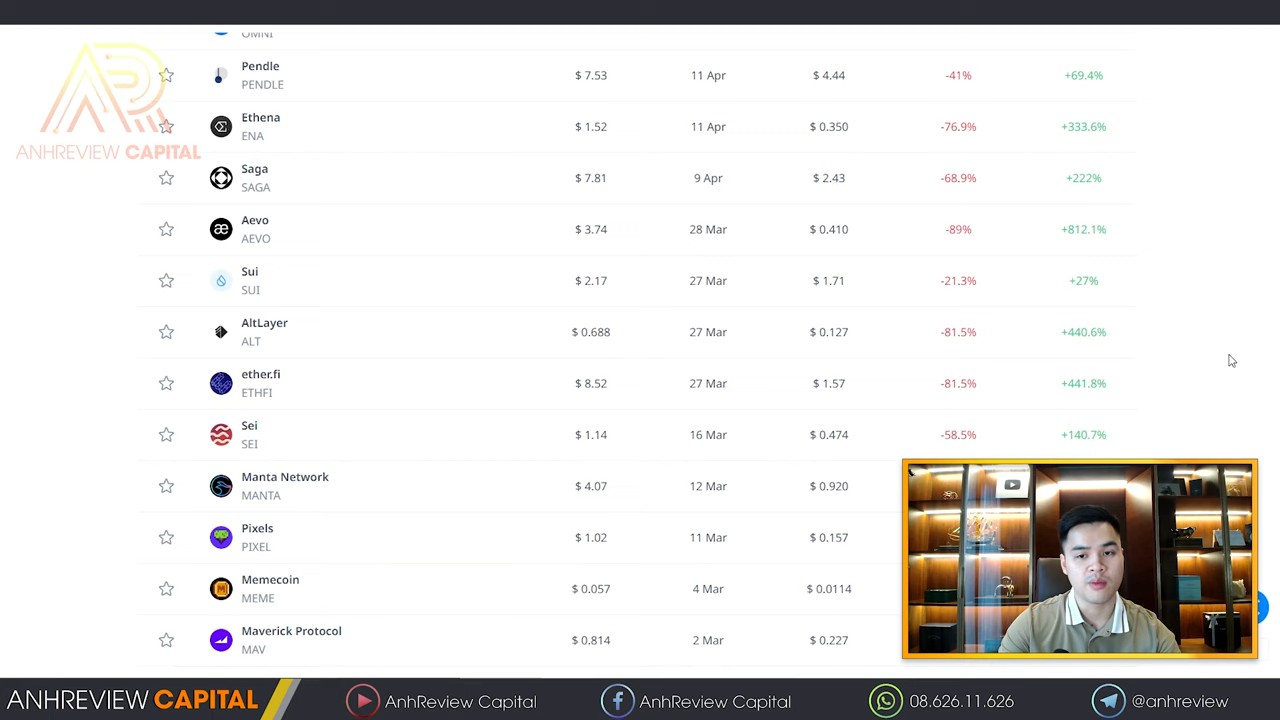 OMNI
Pendle
PENDLE
$ 7.53
11 Apr
$ 4.44
-41%
+69.4%
Ethena
ENA
$ 1.52
11 Apr
$ 0.350
-76.9%
+333.6%
ANHREVIEW CAPITAL
Saga
SAGA
$ 7.81
9 Apr
$ 2.43
-68.9%
+222%
Aevo
AEVO
$ 3.74
28 Mar
$ 0.410
-89%
+812.1%
Sui
SUI
$ 2.17
27 Mar
$ 1.71
-21.3%
+27%
AltLayer
ALT
$ 0.688
27 Mar
$ 0.127
-81.5%
+440.6%
ether.fi
ETHFI
$ 8.52
27 Mar
$ 1.57
-81.5%
+441.8%
Sei
SEI
$ 1.14
16 Mar
$ 0.474
-58.5%
+140.7%
Manta Network
MANTA
$ 4.07
12 Mar
$ 0.920
Pixels
PIXEL
$ 1.02
11 Mar
$ 0.157
Memecoin
MEME
$ 0.057
4 Mar
$ 0.0114
Maverick Protocol
MAV
$ 0.814
2 Mar
$ 0.227
ANHREVIEW CAPITAL
AnhReview Capital
AnhReview Capital
08.626.11.626
@anhreview